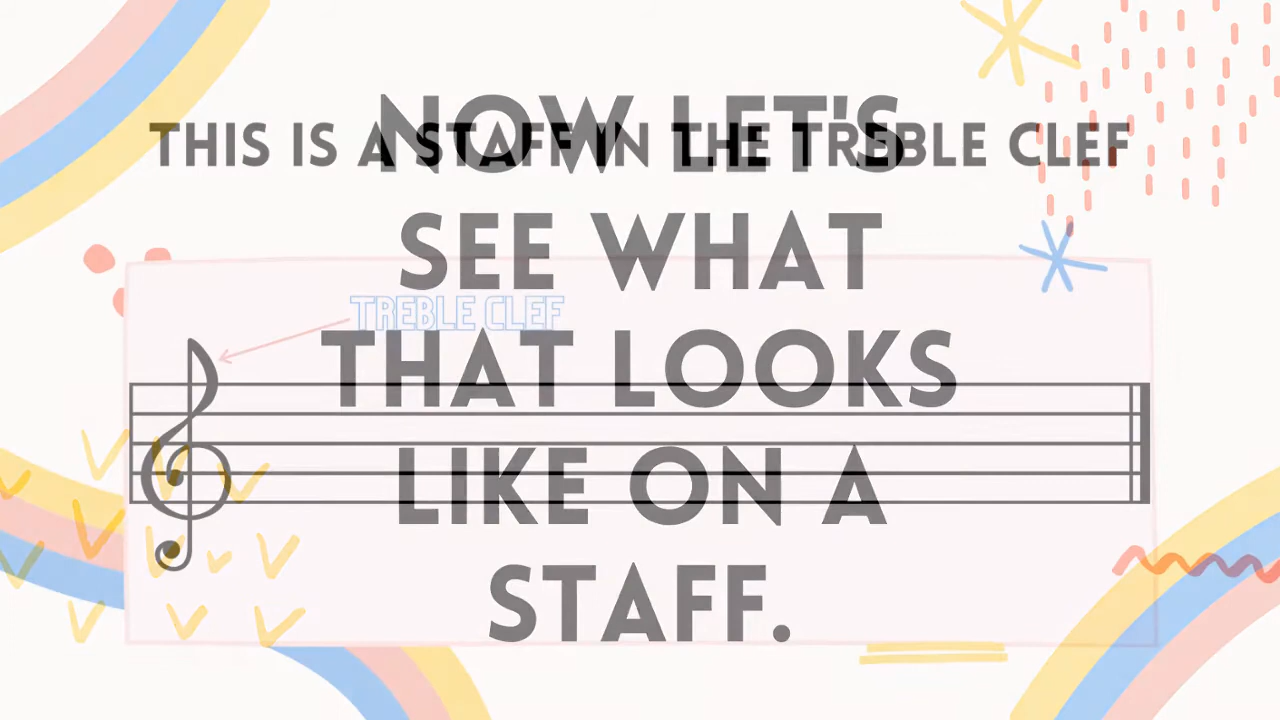 NOW LET'S
THIS IS A STAFF IN THE TREBLE CLEF
SEE WHAT
TREBLE CLEF
THAT LOOKS
LIKE ON A
STAFF.